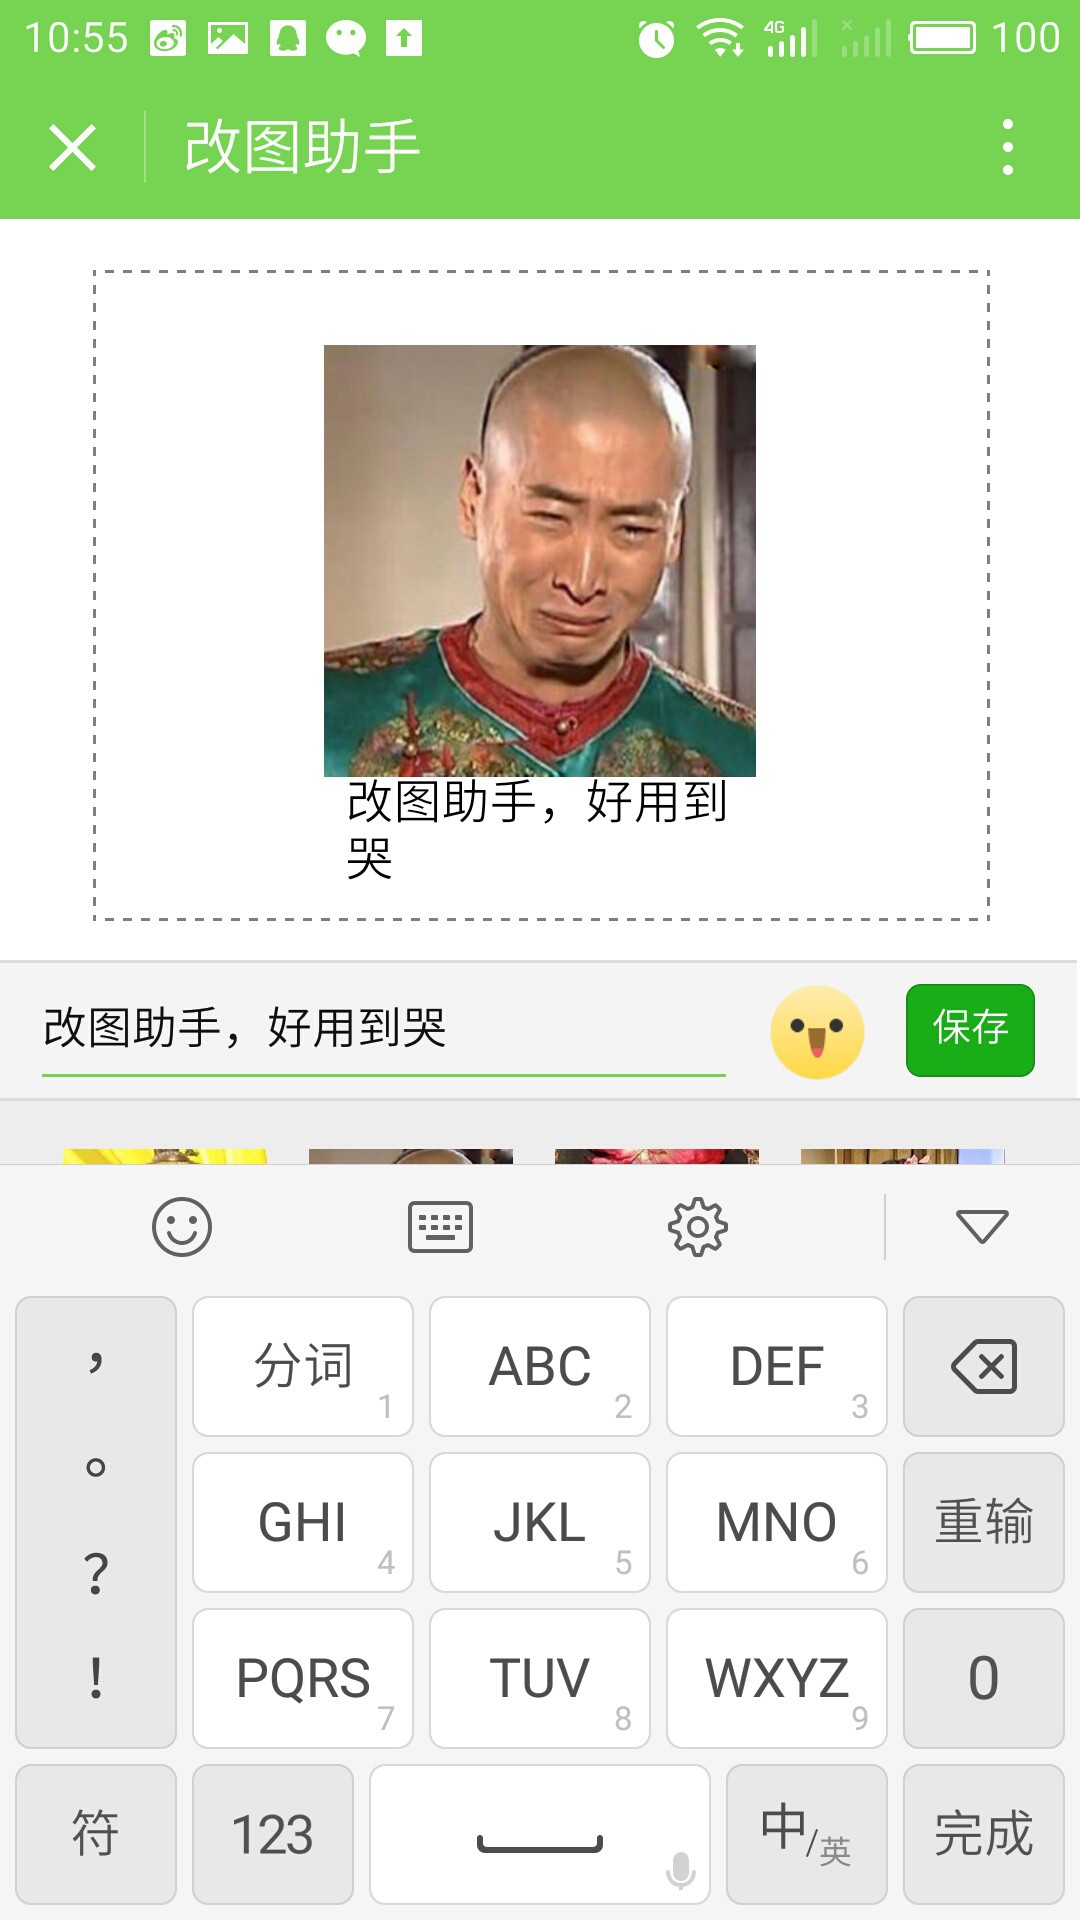 10:55
4G
100
改图助手
改图助手，好用到
哭
改图助手，好用到哭
保存
，
分词 1
ABC 2
DEF 3
。
GHI 4
JKL 5
MNO 6
重输
？
！
PQRS 7
TUV 8
WXYZ 9
0
符
123
中/英
完成